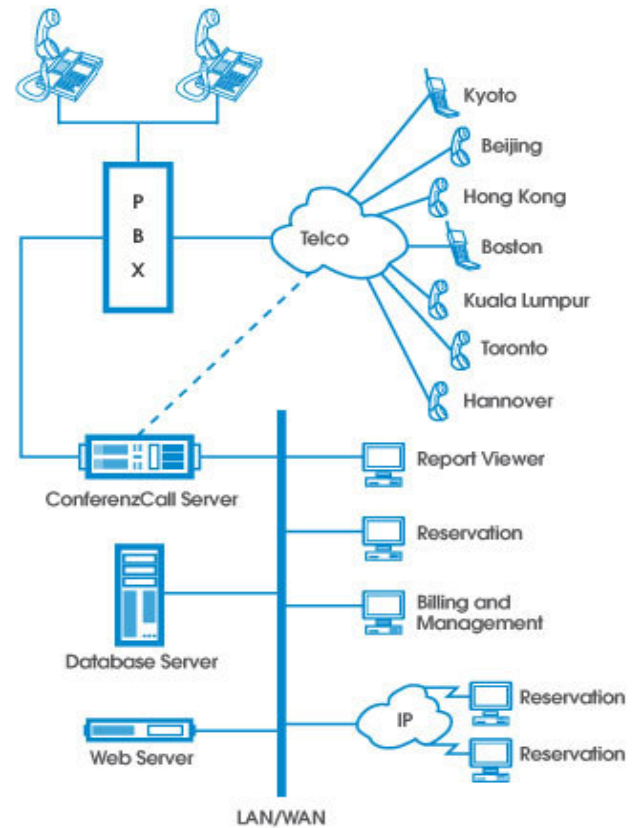 P
B
X
Telco
Kyoto
Beijing
Hong Kong
Boston
Kuala Lumpur
Toronto
Hannover
ConferenzCall Server
Report Viewer
Reservation
Database Server
Billing and
Management
Web Server
IP
Reservation
Reservation
LAN/WAN